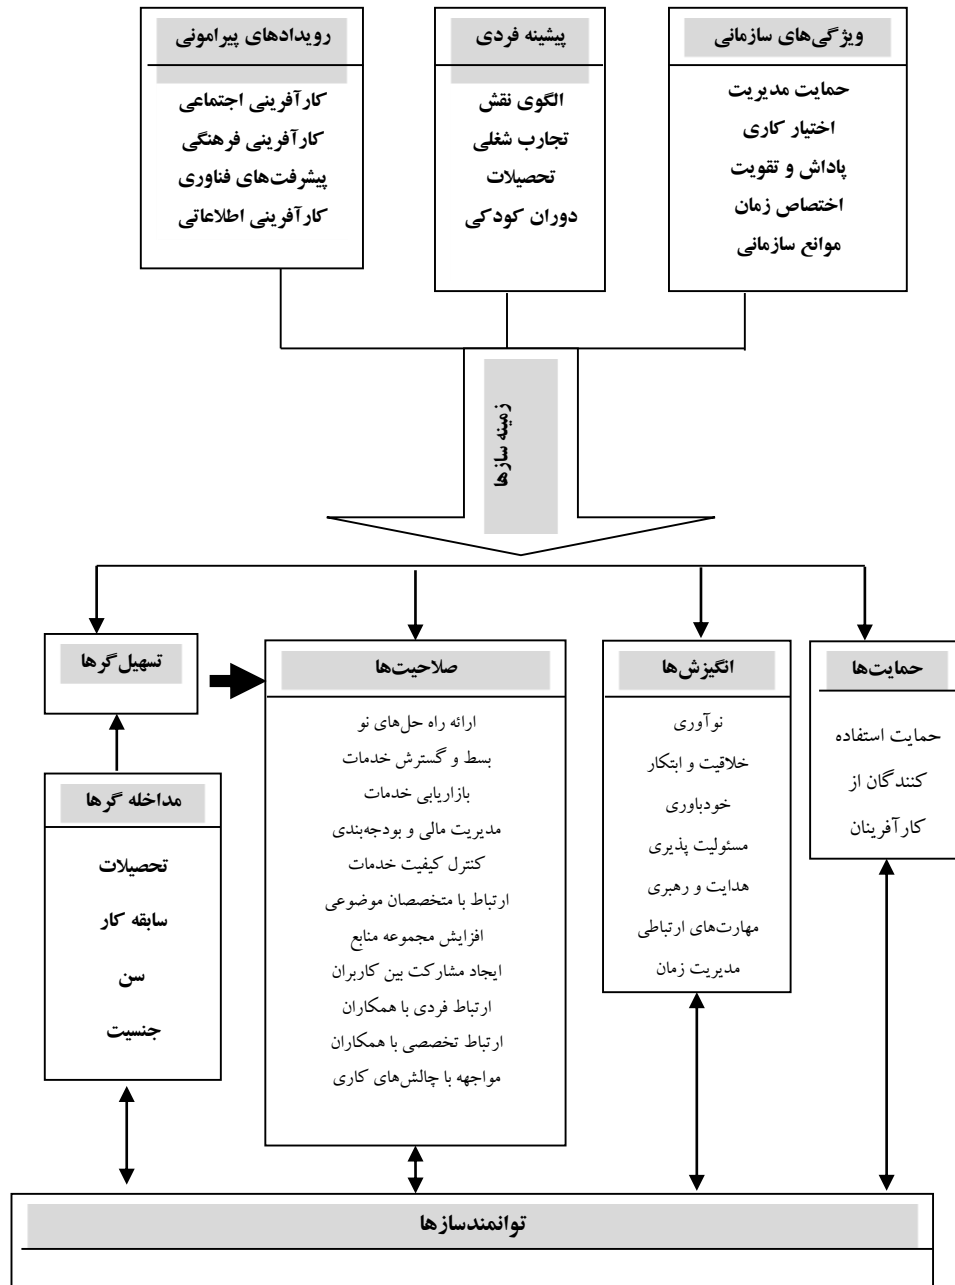 ویژگی‌های سازمانی
حمایت مدیریت
اختیار کاری
پاداش و تقویت
اختصاص زمان
موانع سازمانی
پیشینه فردی
الگوی نقش
تجارب شغلی
تحصیلات
دوران کودکی
رویدادهای پیرامونی
کارآفرینی اجتماعی
کارآفرینی فرهنگی
پیشرفت‌های فناوری
کارآفرینی اطلاعاتی
زمینه سازها
حمایت‌ها
حمایت استفاده
کنندگان از
کارآفرینان
انگیزش‌ها
نوآوری
خلاقیت و ابتکار
خودباوری
مسئولیت پذیری
هدایت و رهبری
مهارت‌های ارتباطی
مدیریت زمان
صلاحیت‌ها
ارائه راه حل‌های نو
بسط و گسترش خدمات
بازاریابی خدمات
مدیریت مالی و بودجه‌بندی
کنترل کیفیت خدمات
ارتباط با متخصصان موضوعی
افزایش مجموعه منابع
ایجاد مشارکت بین کاربران
ارتباط فردی با همکاران
ارتباط تخصصی با همکاران
مواجهه با چالش‌های کاری
تسهیل‌گرها
مداخله گرها
تحصیلات
سابقه کار
سن
جنسیت
توانمندسازها